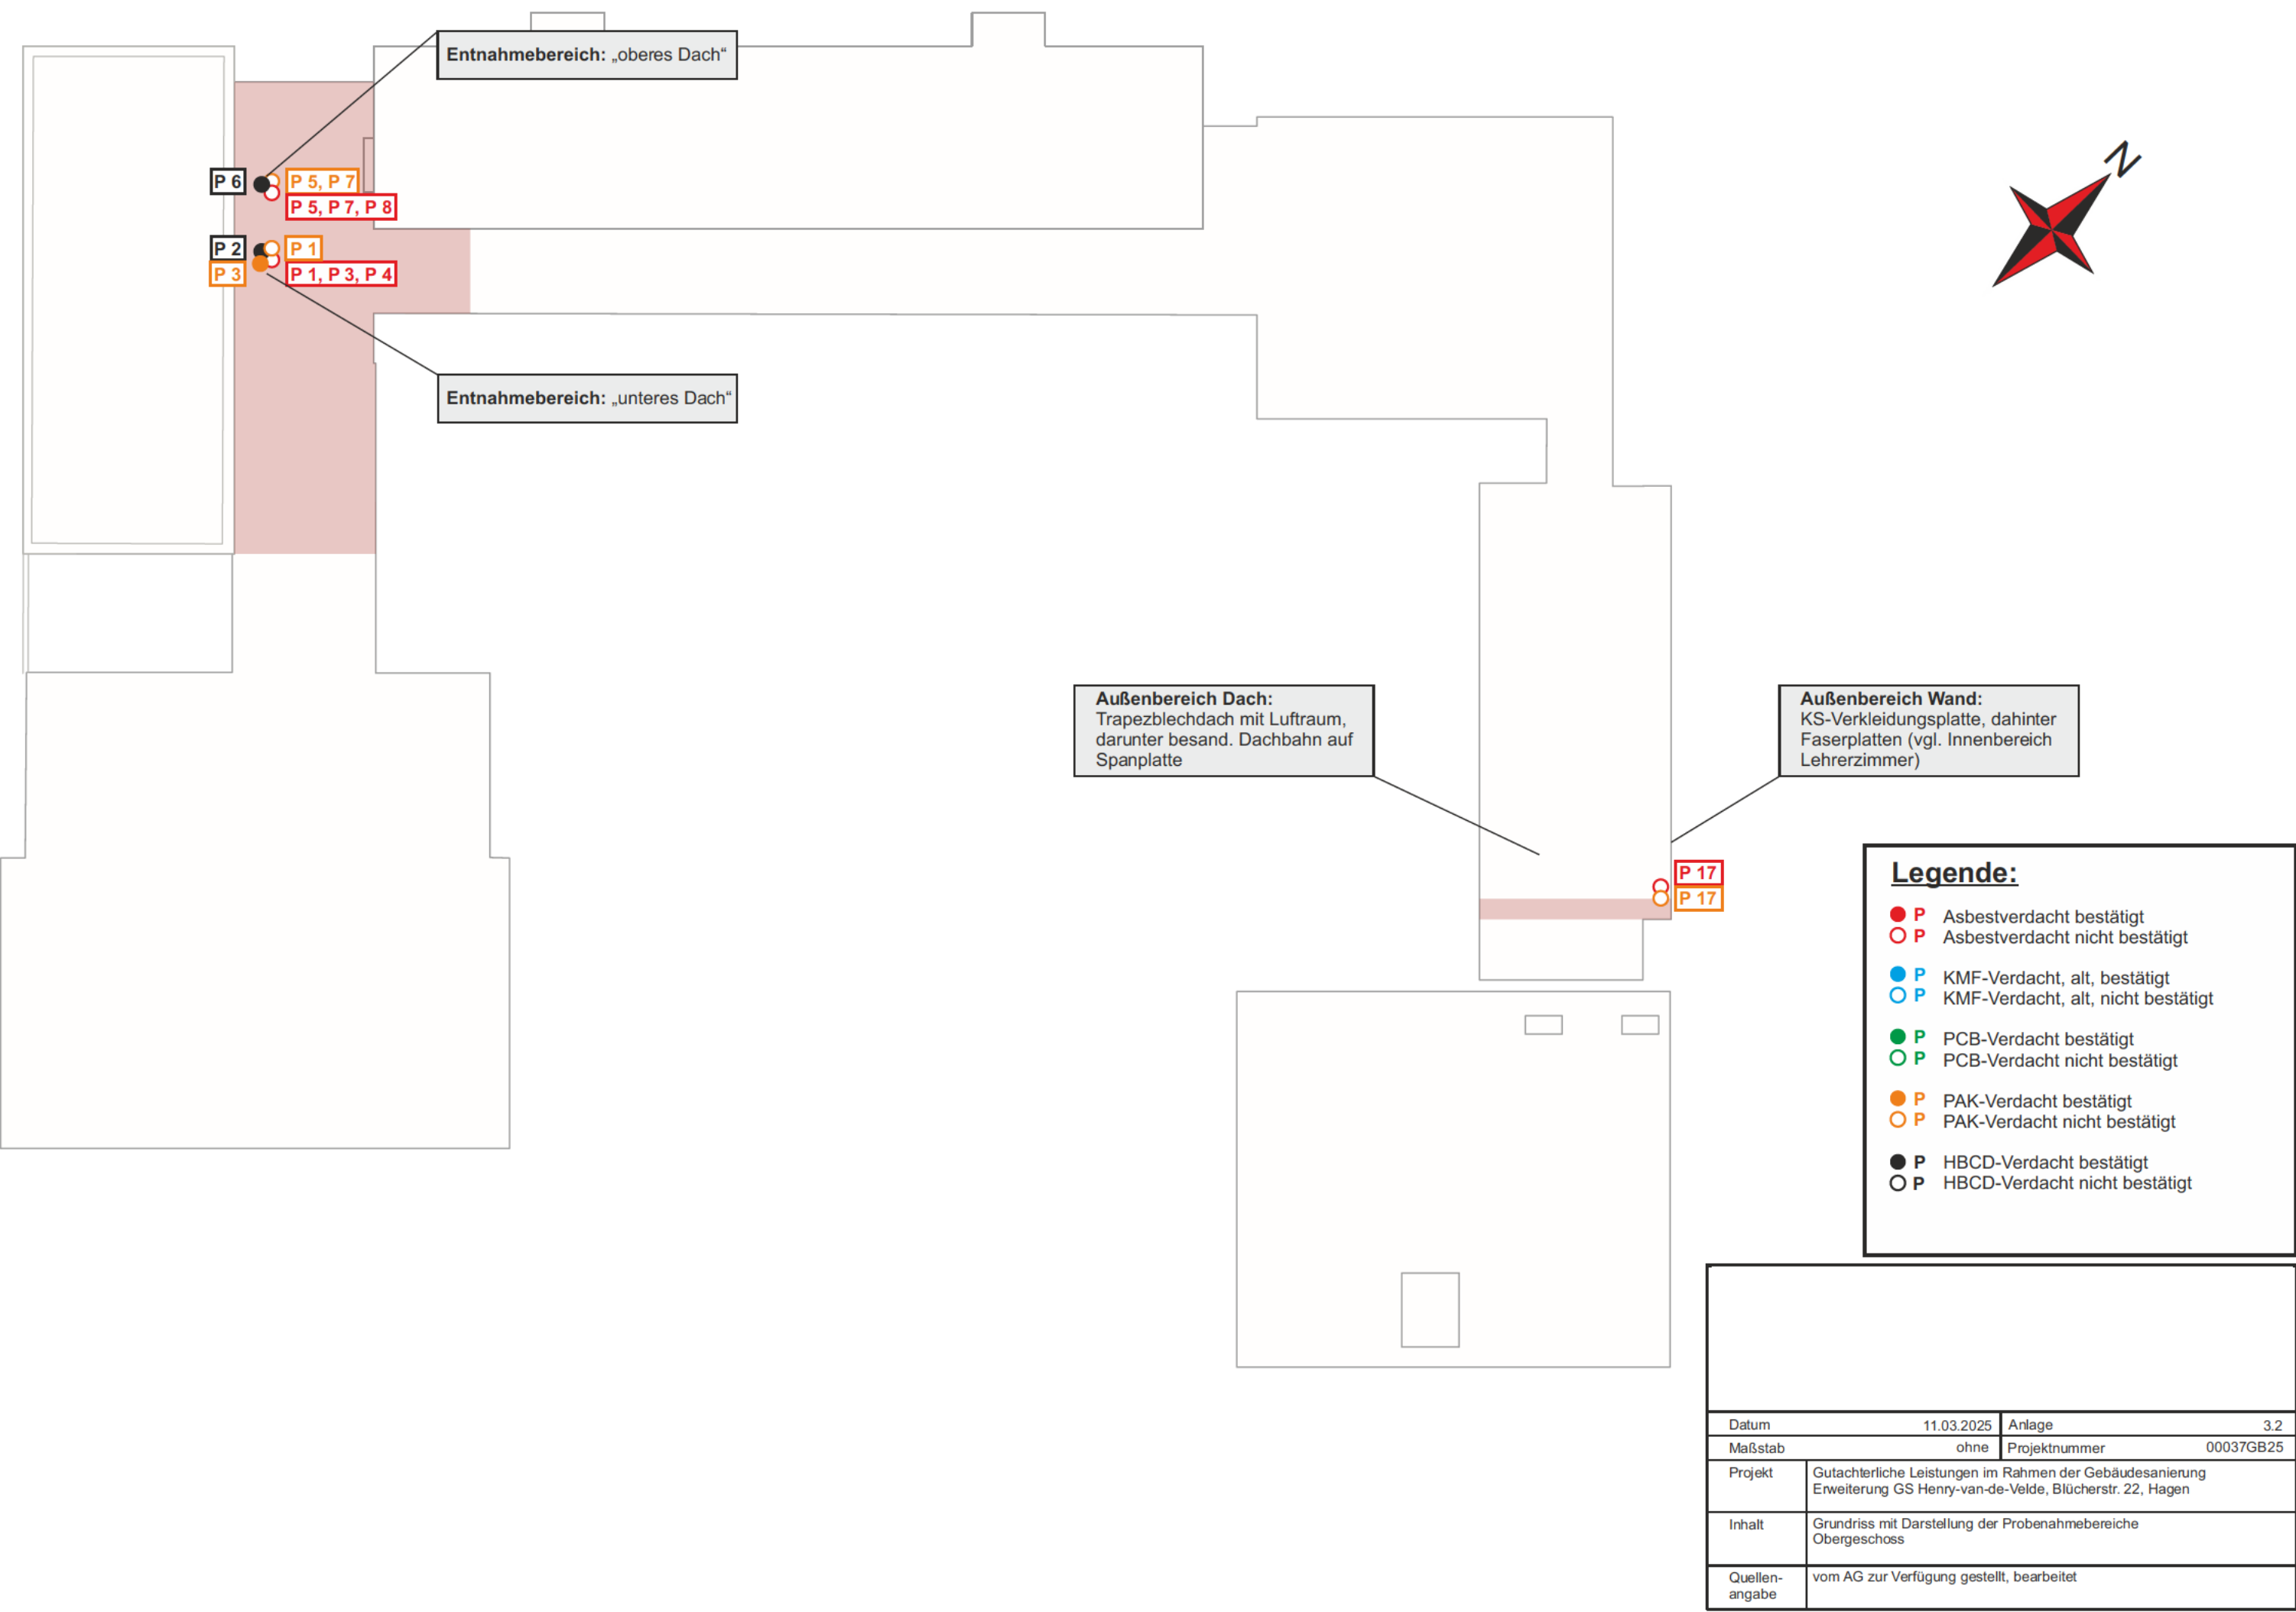 Entnahmebereich: „oberes Dach“
N
P 6
P 5, P 7
P 5, P 7, P 8
P 2
P 1
P 3
P 1, P 3, P 4
Entnahmebereich: „unteres Dach“
Außenbereich Dach:
Trapezblechdach mit Luftraum,
darunter besand. Dachbahn auf
Spanplatte
Außenbereich Wand:
KS-Verkleidungsplatte, dahinter
Faserplatten (vgl. Innenbereich
Lehrerzimmer)
P 17
P 17
Legende:
P Asbestverdacht bestätigt
P Asbestverdacht nicht bestätigt
P KMF-Verdacht, alt, bestätigt
P KMF-Verdacht, alt, nicht bestätigt
P PCB-Verdacht bestätigt
P PCB-Verdacht nicht bestätigt
P PAK-Verdacht bestätigt
P PAK-Verdacht nicht bestätigt
P HBCD-Verdacht bestätigt
P HBCD-Verdacht nicht bestätigt
Datum 11.03.2025 Anlage 3.2
Maßstab ohne Projektnummer 00037GB25
Projekt Gutachterliche Leistungen im Rahmen der Gebäudesanierung
Erweiterung GS Henry-van-de-Velde, Blücherstr. 22, Hagen
Inhalt Grundriss mit Darstellung der Probenahmebereiche
Obergeschoss
Quellen- vom AG zur Verfügung gestellt, bearbeitet
angabe